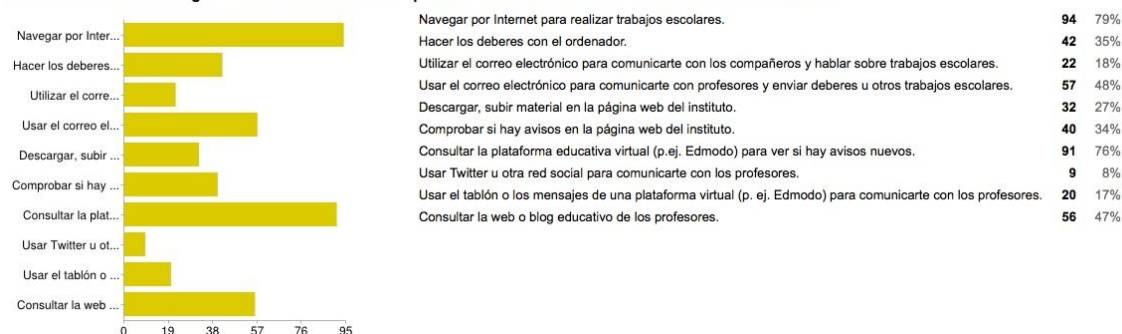 Navegar por Inter...
Hacer los deberes...
Utilizar el corre...
Usar el correo el...
Descargar, subir ...
Comprobar si hay ...
Consultar la plat...
Usar Twitter u ot...
Usar el tablón o ...
Consultar la web ...
0 19 38 57 76 95
Navegar por Internet para realizar trabajos escolares. 94 79%
Hacer los deberes con el ordenador. 42 35%
Utilizar el correo electrónico para comunicarte con los compañeros y hablar sobre trabajos escolares. 22 18%
Usar el correo electrónico para comunicarte con profesores y enviar deberes u otros trabajos escolares. 57 48%
Descargar, subir material en la página web del instituto. 32 27%
Comprobar si hay avisos en la página web del instituto. 40 34%
Consultar la plataforma educativa virtual (p.ej. Edmodo) para ver si hay avisos nuevos. 91 76%
Usar Twitter u otra red social para comunicarte con los profesores. 9 8%
Usar el tablón o los mensajes de una plataforma virtual (p. ej. Edmodo) para comunicarte con los profesores. 20 17%
Consultar la web o blog educativo de los profesores. 56 47%